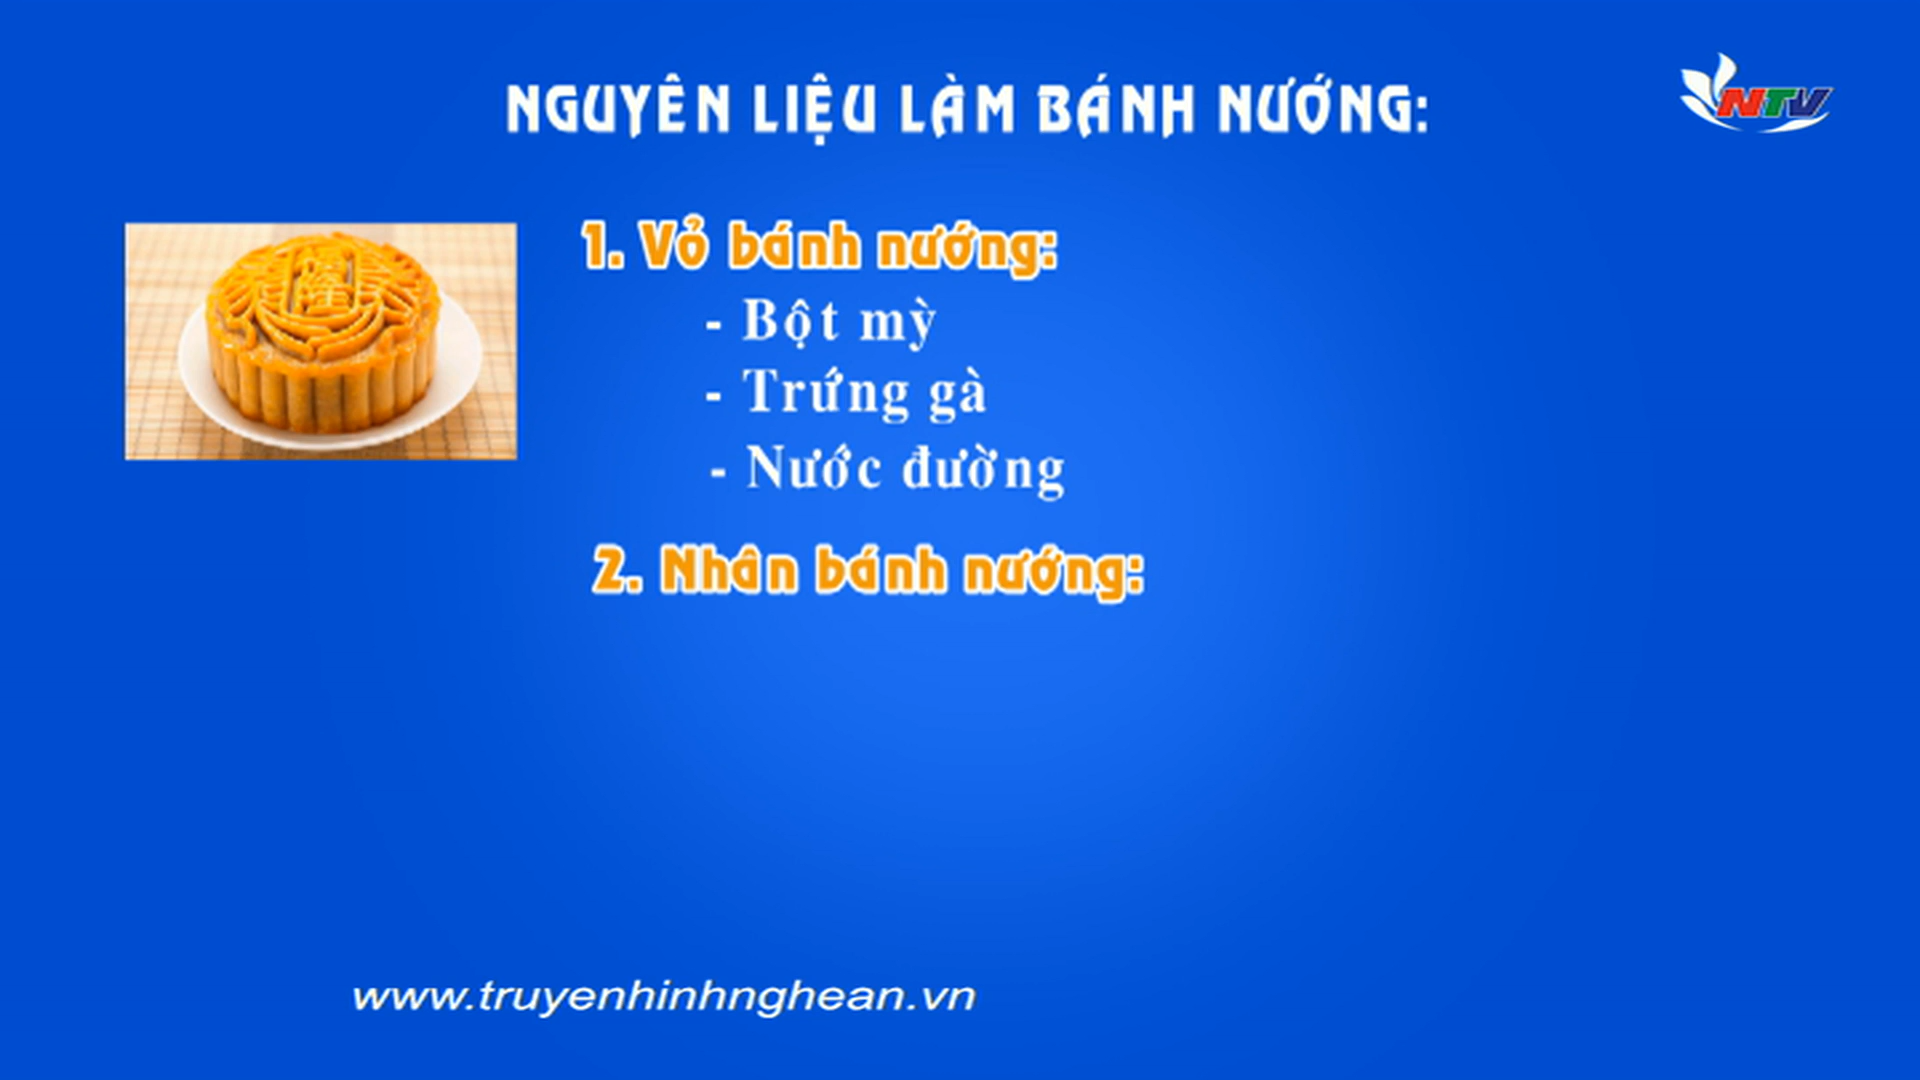 NGUYÊN LIỆU LÀM BÁNH NƯỚNG:
NTV
1. Vỏ bánh nướng:
- Bột mỳ
- Trứng gà
- Nước đường
2. Nhân bánh nướng:
www.truyenhinhnghean.vn